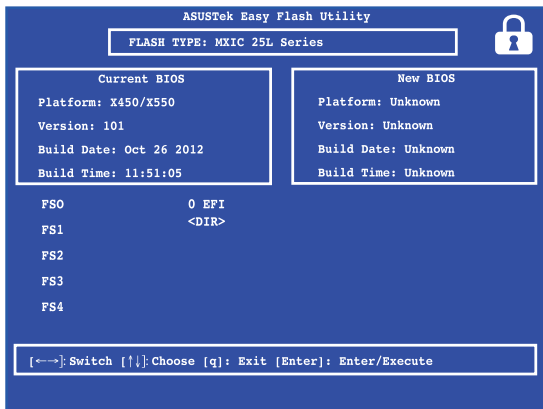 ASUSTek Easy Flash Utility
FLASH TYPE: MXIC 25L Series
Current BIOS
Platform: X450/X550
Version: 101
Build Date: Oct 26 2012
Build Time: 11:51:05
New BIOS
Platform: Unknown
Version: Unknown
Build Date: Unknown
Build Time: Unknown
FSO 0 EFI
<DIR>
FS1
FS2
FS3
FS4
[←→]: Switch [↑↓]: Choose [q]: Exit [Enter]: Enter/Execute